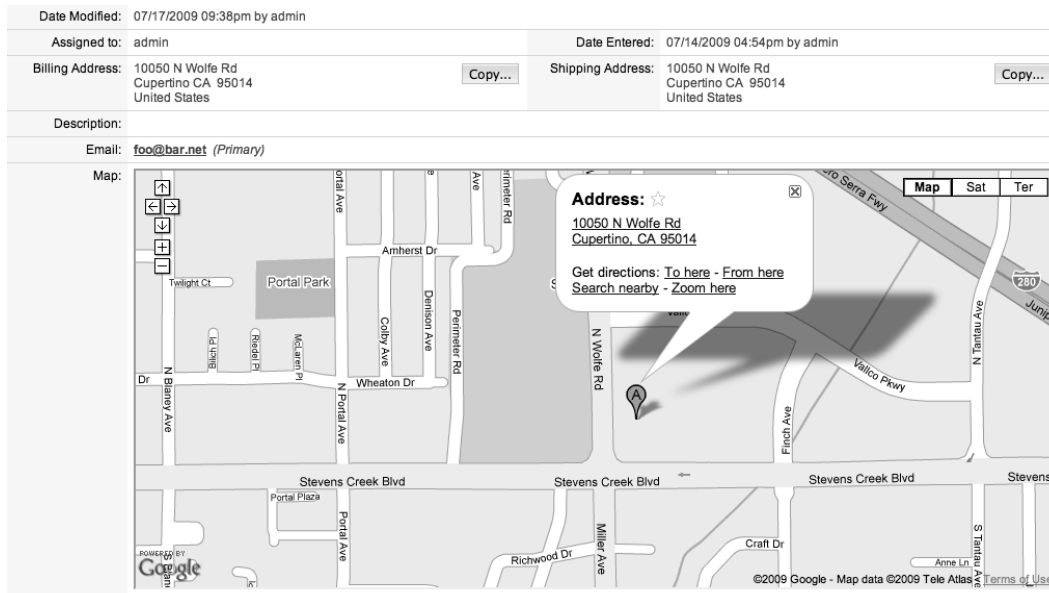 Date Modified: 07/17/2009 09:38pm by admin
Assigned to: admin
Date Entered: 07/14/2009 04:54pm by admin
Billing Address: 10050 N Wolfe Rd
Cupertino CA 95014
United States
Copy...
Shipping Address: 10050 N Wolfe Rd
Cupertino CA 95014
United States
Copy...
Description:
Email: foo@bar.net (Primary)
Map:
Map
Sat
Ter
Address:
10050 N Wolfe Rd
Cupertino, CA 95014
Get directions: To here - From here
Search nearby - Zoom here
Ave
280
Amherst Dr
Twilight Ct
Portal Park
Denison Ave
Colby Ave
Perimeter Rd
N Wolfe Rd
N Tantau Ave
Riedel Pl
McLaren Pl
Vallco Pkwy
Dr
N Blaney Ave
Wheaton Dr
N Portal Ave
A
Finch Ave
Stevens Creek Blvd
Stevens Creek Blvd
Stevens Creek Blvd
Stevens
Portal Plaza
Portal Ave
Miller Ave
Richwood Dr
Craft Dr
S Tantau Ave
Anne Ln
POWERED BY
Google
©2009 Google - Map data ©2009 Tele Atlas
Terms of Use